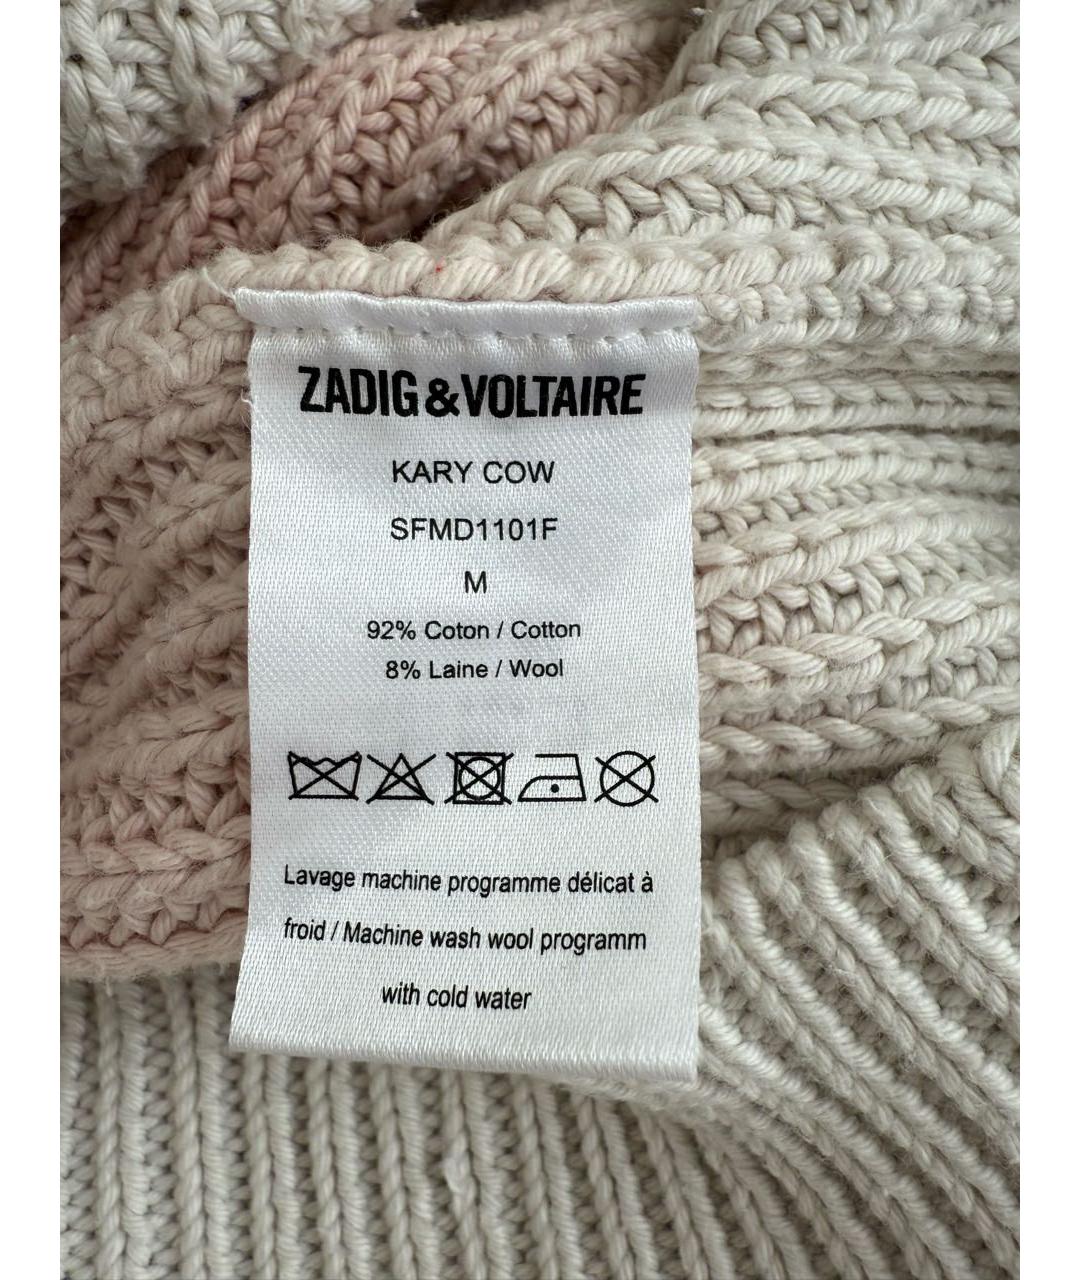 ZADIG & VOLTAIRE
KARY COW
SFMD1101F
M
92% Coton / Cotton
8% Laine / Wool
Lavage machine programme délicat à
froid / Machine wash wool programm
with cold water